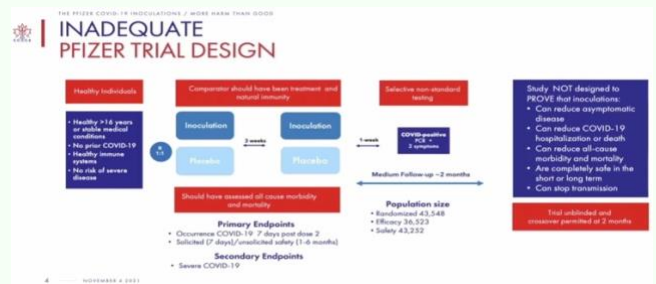 THE PFIZER COVID-19 INOCULATIONS / MORE HARM THAN GOOD
INADEQUATE
PFIZER TRIAL DESIGN
Healthy Individuals
• Healthy >16 years
or stable medical
conditions
• No prior COVID-19
• Healthy immune
systems
• No risk of severe
disease
R
1:1
Comparator should have been treatment and
natural immunity
Inoculation
Placebo
3-weeks
Inoculation
Placebo
Should have assessed all cause morbidity
and mortality
Primary Endpoints
• Occurrence COVID-19 7 days post dose 2
• Solicited (7 days)/unsolicited safety (1-6 months)
Secondary Endpoints
• Severe COVID-19
Selective non-standard
testing
1-week
COVID-positive
PCR +
2 symptoms
Medium Follow-up ~2 months
Population size
• Randomized 43,548
• Efficacy 36,523
• Safety 43,252
Study NOT designed to
PROVE that inoculations:
• Can reduce asymptomatic
disease
• Can reduce COVID-19
hospitalization or death
• Can reduce all-cause
morbidity and mortality
• Are completely safe in the
short or long term
• Can stop transmission
Trial unblinded and
crossover permitted at 2 months
4
NOVEMBER 4 2021